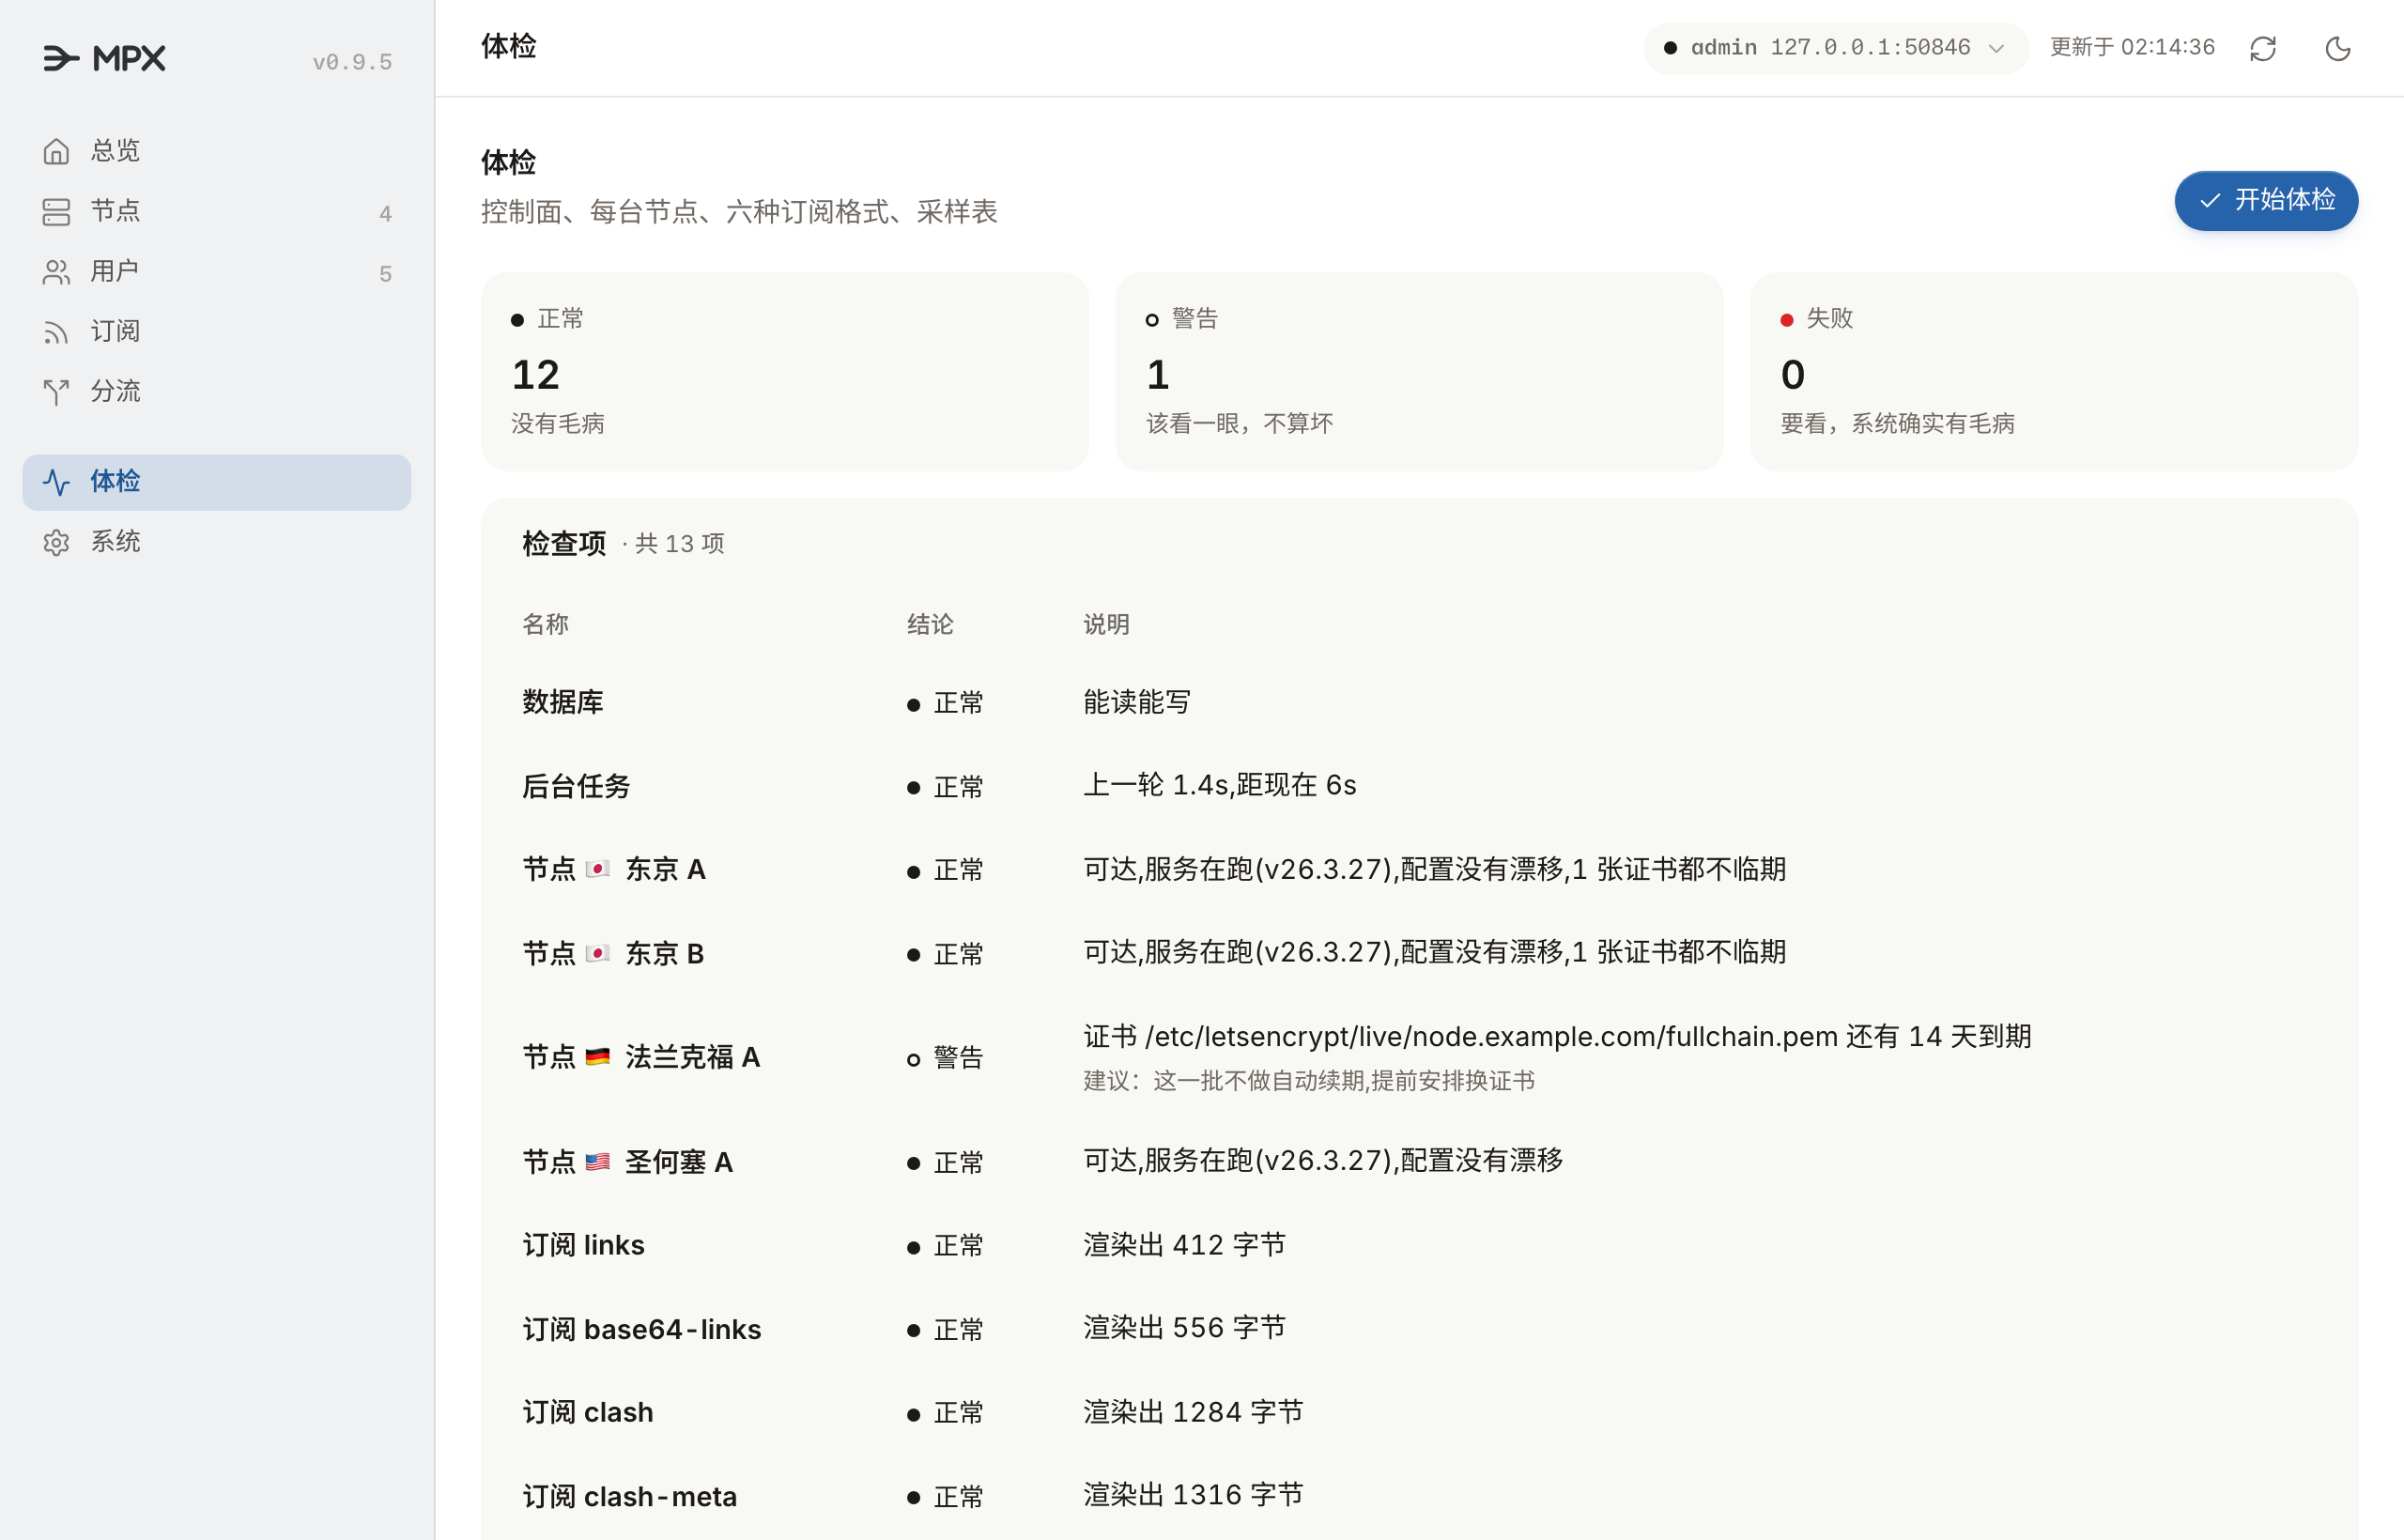 MPX v0.9.5
总览
节点 4
用户 5
订阅
分流
体检
系统
体检 admin 127.0.0.1:50846 更新于 02:14:36
体检
控制面、每台节点、六种订阅格式、采样表
开始体检
正常
12
没有毛病
警告
1
该看一眼，不算坏
失败
0
要看，系统确实有毛病
检查项 · 共 13 项
名称 结论 说明
数据库 正常 能读能写
后台任务 正常 上一轮 1.4s,距现在 6s
节点 🇯🇵 东京 A 正常 可达,服务在跑(v26.3.27),配置没有漂移,1 张证书都不临期
节点 🇯🇵 东京 B 正常 可达,服务在跑(v26.3.27),配置没有漂移,1 张证书都不临期
节点 🇩🇪 法兰克福 A 警告 证书 /etc/letsencrypt/live/node.example.com/fullchain.pem 还有 14 天到期
建议：这一批不做自动续期,提前安排换证书
节点 🇺🇸 圣何塞 A 正常 可达,服务在跑(v26.3.27),配置没有漂移
订阅 links 正常 渲染出 412 字节
订阅 base64-links 正常 渲染出 556 字节
订阅 clash 正常 渲染出 1284 字节
订阅 clash-meta 正常 渲染出 1316 字节